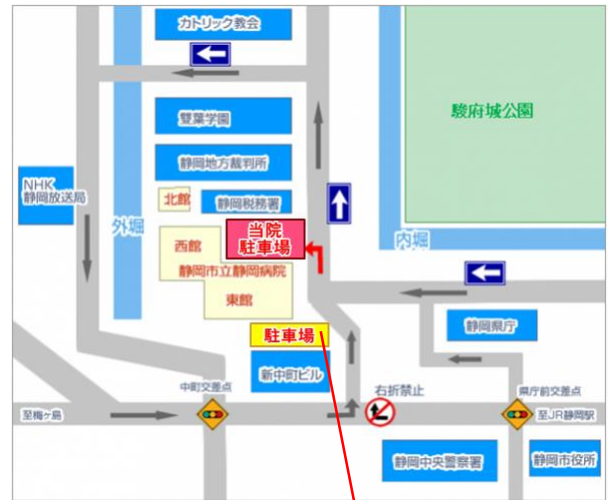 カトリック教会
雙葉学園
駿府城公園
静岡地方裁判所
NHK
静岡放送局
北館
静岡税務署
外堀
当院
駐車場
西館
内堀
静岡市立静岡病院
東館
駐車場
静岡県庁
新中町ビル
中町交差点
右折禁止
県庁前交差点
至梅ヶ島
至JR静岡駅
静岡中央警察署
静岡市役所